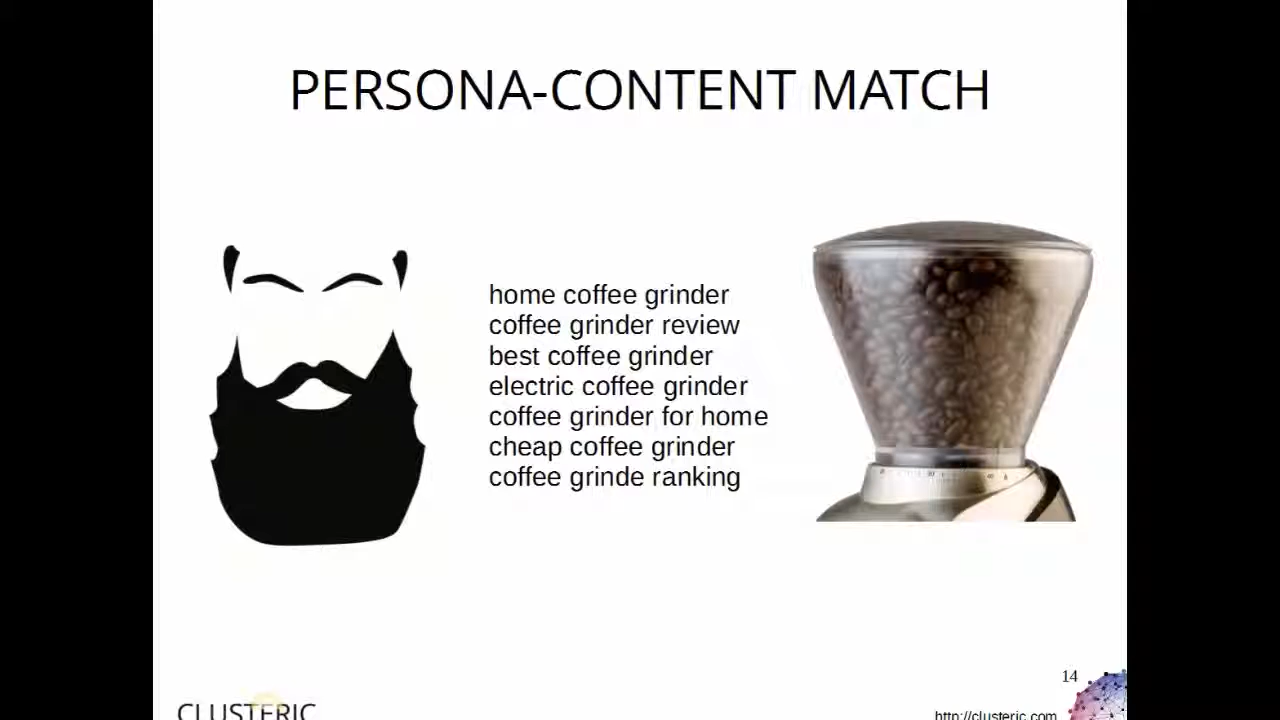 PERSONA-CONTENT MATCH
home coffee grinder
coffee grinder review
best coffee grinder
electric coffee grinder
coffee grinder for home
cheap coffee grinder
coffee grinde ranking
14
CLUSTERIC
http://clusteric.com